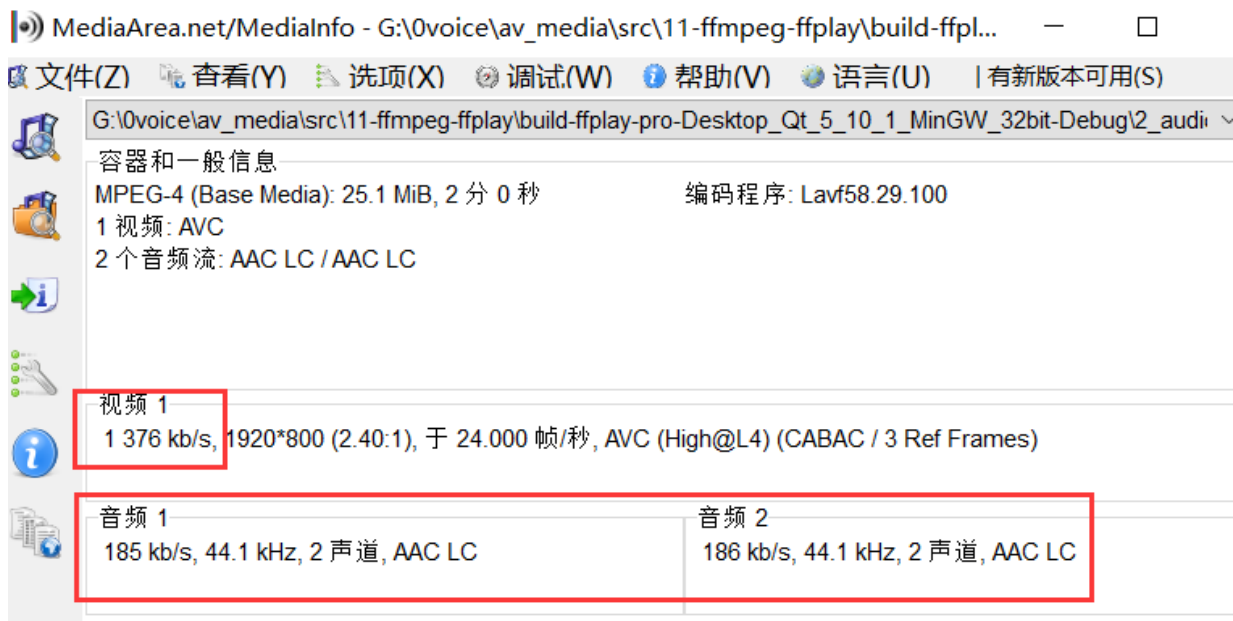 MediaArea.net/MediaInfo - G:\0voice\av_media\src\11-ffmpeg-ffplay\build-ffpl...
文件(Z) 查看(Y) 选项(X) 调试(W) 帮助(V) 语言(U) | 有新版本可用(S)
G:\0voice\av_media\src\11-ffmpeg-ffplay\build-ffplay-pro-Desktop_Qt_5_10_1_MinGW_32bit-Debug\2_audi
容器和一般信息
MPEG-4 (Base Media): 25.1 MiB, 2 分 0 秒 编码程序: Lavf58.29.100
1 视频: AVC
2 个音频流: AAC LC / AAC LC
视频 1
1 376 kb/s, 1920*800 (2.40:1), 于 24.000 帧/秒, AVC (High@L4) (CABAC / 3 Ref Frames)
音频 1 音频 2
185 kb/s, 44.1 kHz, 2 声道, AAC LC 186 kb/s, 44.1 kHz, 2 声道, AAC LC